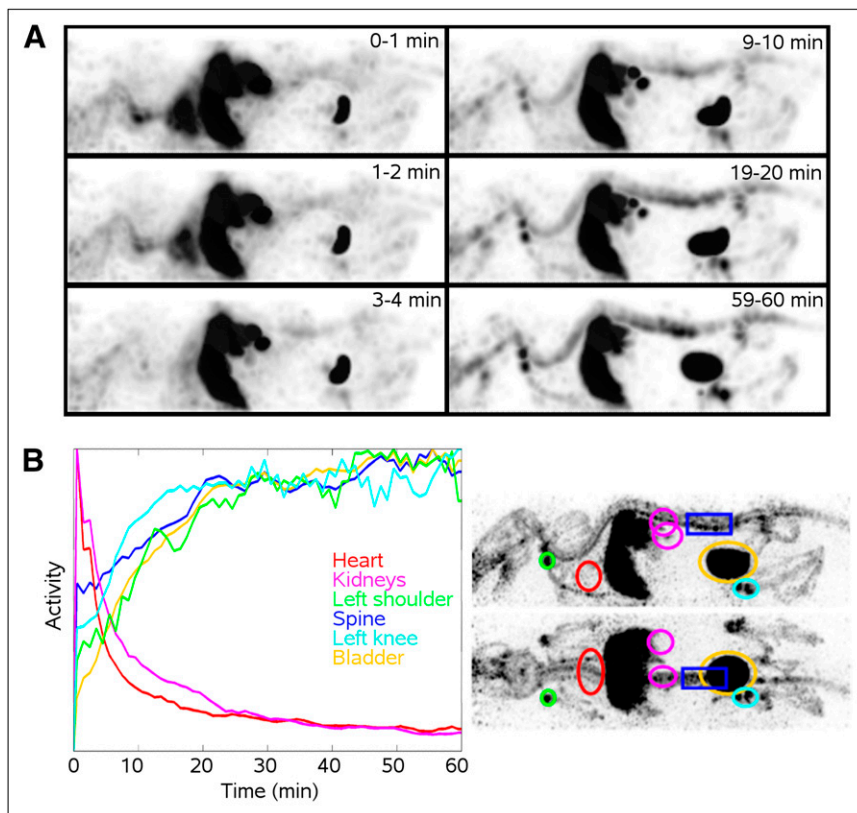 A
0-1 min
9-10 min
1-2 min
19-20 min
3-4 min
59-60 min
B
Activity
Heart
Kidneys
Left shoulder
Spine
Left knee
Bladder
0 10 20 30 40 50 60
Time (min)